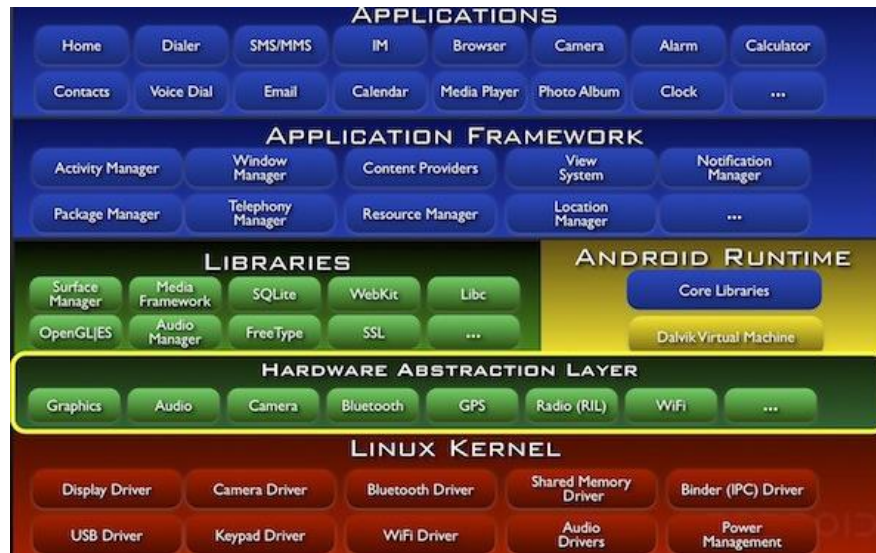 APPLICATIONS
Home Dialer SMS/MMS IM Browser Camera Alarm Calculator
Contacts Voice Dial Email Calendar Media Player Photo Album Clock ...
APPLICATION FRAMEWORK
Activity Manager Window Manager Content Providers View System Notification Manager
Package Manager Telephony Manager Resource Manager Location Manager ...
LIBRARIES
Surface Manager Media Framework SQLite WebKit Libc
OpenGL|ES Audio Manager FreeType SSL ...
ANDROID RUNTIME
Core Libraries
Dalvik Virtual Machine
HARDWARE ABSTRACTION LAYER
Graphics Audio Camera Bluetooth GPS Radio (RIL) WiFi ...
LINUX KERNEL
Display Driver Camera Driver Bluetooth Driver Shared Memory Driver Binder (IPC) Driver
USB Driver Keypad Driver WiFi Driver Audio Drivers Power Management